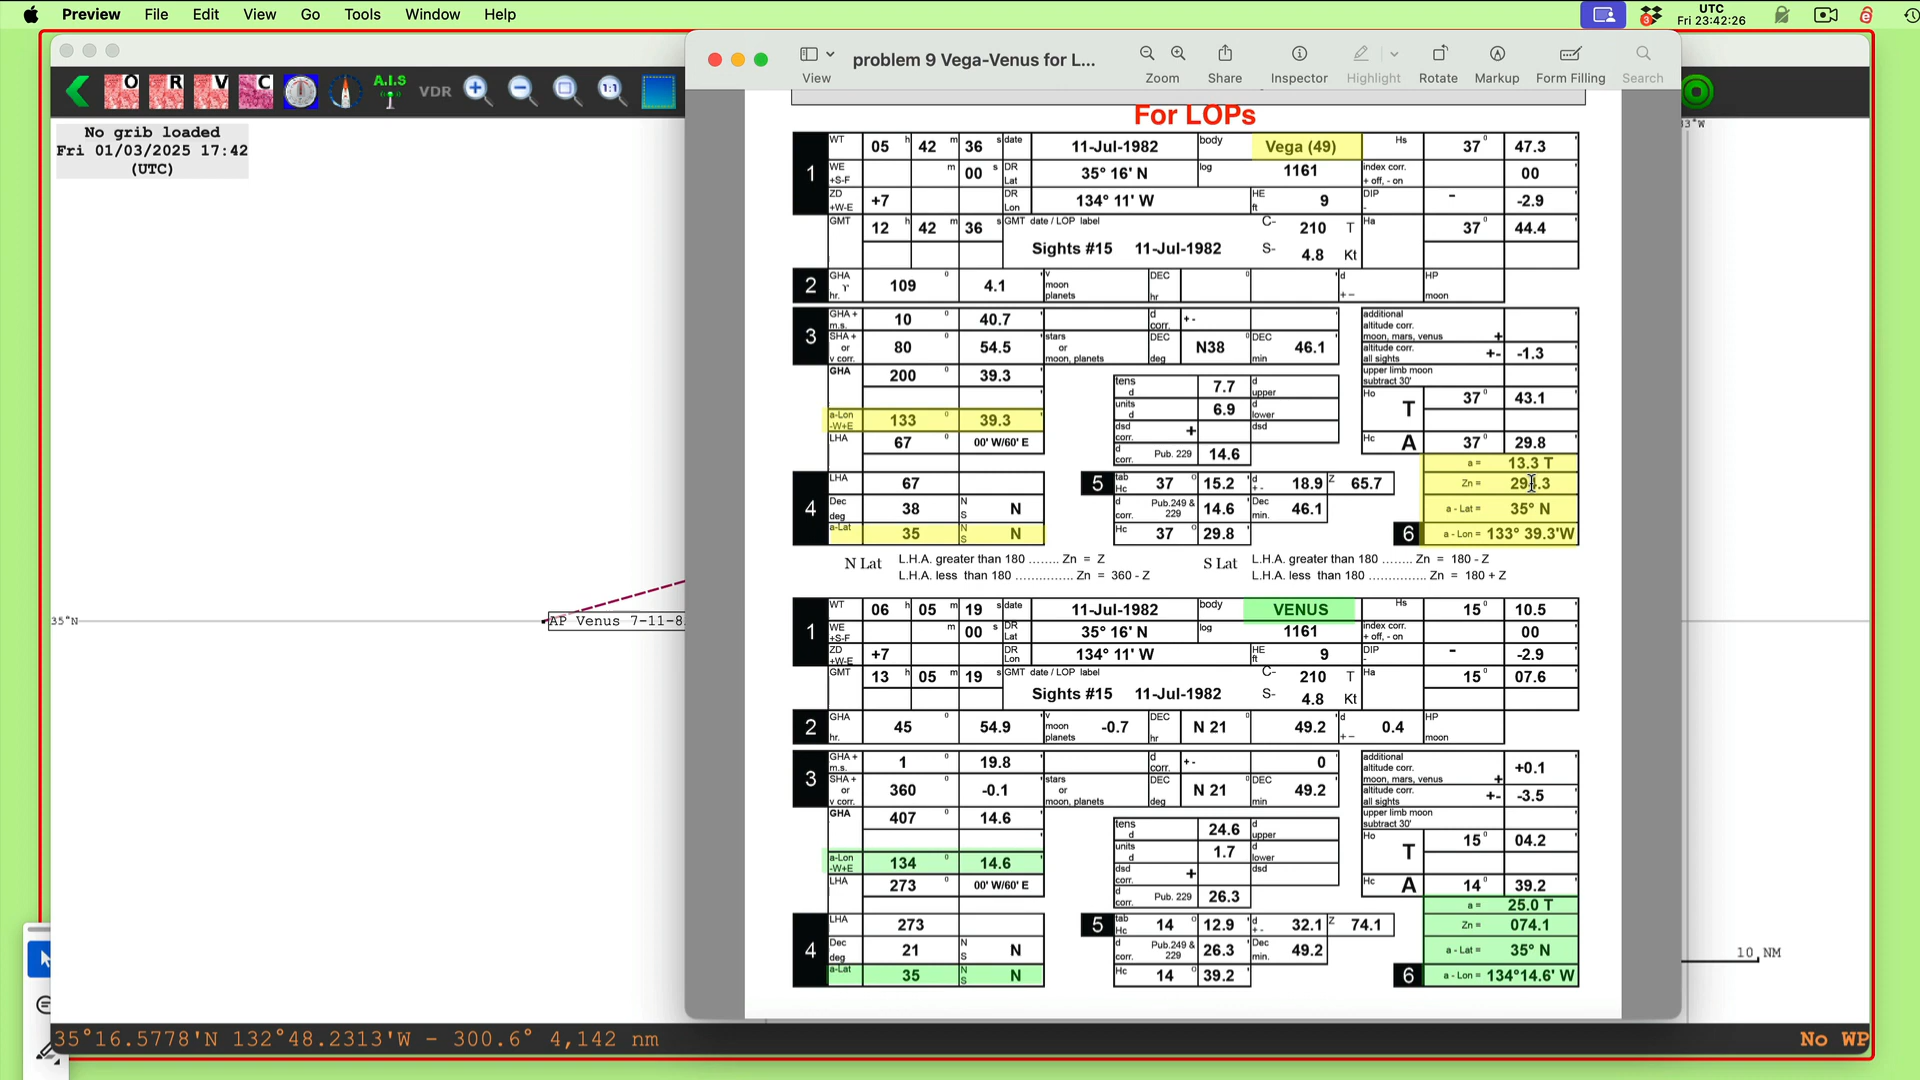 Preview File Edit View Go Tools Window Help
3
UTC
Fri 23:42:26
problem 9 Vega-Venus for L...
View Zoom Share Inspector Highlight Rotate Markup Form Filling Search
O R V C A.I.S VDR 1:1
No grib loaded
Fri 01/03/2025 17:42
(UTC)
For LOPs
1 WT 05 h 42 m 36 s date 11-Jul-1982 body Vega (49) Hs 37 ° 47.3 '
WE +S-F m 00 s DR Lat 35° 16' N log 1161 index corr. + off, - on 00
ZD +W-E +7 DR Lon 134° 11' W HE ft 9 DIP - - -2.9
GMT 12 h 42 m 36 s GMT date / LOP label C- 210 T Ha 37 ° 44.4 '
Sights #15 11-Jul-1982 S- 4.8 Kt
2 GHA ♈ hr. 109 ° 4.1 ' v moon planets DEC hr ° ' d + – HP moon
3 GHA + m.s. 10 ° 40.7 ' d corr. + - additional altitude corr. moon, mars, venus +
SHA + or v corr. 80 54.5 ' stars or moon, planets DEC deg N38 DEC min 46.1 ' altitude corr. all sights +- -1.3
GHA 200 39.3 upper limb moon subtract 30'
tens d 7.7 d upper Ho T 37 ° 43.1 '
units d 6.9 d lower
a-Lon -W+E 133 ° 39.3 ' dsd corr. + dsd
LHA 67 ° 00' W/60' E d corr. Pub. 229 14.6 Hc A 37 ° 29.8 '
a = 13.3 T
4 LHA 67 5 tab Hc 37 ° 15.2 ' d + - 18.9 Z 65.7 Zn = 3
Dec deg 38 N S N d corr. Pub.249 & 229 14.6 Dec min. 46.1 a - Lat = 35° N
a-Lat 35 N S N Hc 37 ° 29.8 ' 6 a - Lon = 133° 39.3'W
N Lat L.H.A. greater than 180 ........ Zn = Z
L.H.A. less than 180 ............... Zn = 360 - Z
S Lat L.H.A. greater than 180 ........ Zn = 180 - Z
L.H.A. less than 180 .............. Zn = 180 + Z
1 WT 06 h 05 m 19 s date 11-Jul-1982 body VENUS Hs 15 ° 10.5 '
WE +S-F m 00 s DR Lat 35° 16' N log 1161 index corr. + off, - on 00
ZD +W-E +7 DR Lon 134° 11' W HE ft 9 DIP - - -2.9
GMT 13 h 05 m 19 s GMT date / LOP label C- 210 T Ha 15 ° 07.6 '
Sights #15 11-Jul-1982 S- 4.8 Kt
2 GHA hr. 45 ° 54.9 ' v moon planets -0.7 DEC hr N 21 ° 49.2 ' d + – 0.4 HP moon
3 GHA + m.s. 1 ° 19.8 ' d corr. + - 0 ' additional altitude corr. moon, mars, venus + +0.1
SHA + or v corr. 360 -0.1 stars or moon, planets DEC deg N 21 ° DEC min 49.2 ' altitude corr. all sights +- -3.5
GHA 407 14.6 upper limb moon subtract 30'
tens d 24.6 d upper Ho T 15 ° 04.2 '
units d 1.7 d lower
a-Lon -W+E 134 ° 14.6 ' dsd corr. + dsd
LHA 273 ° 00' W/60' E d corr. Pub. 229 26.3 Hc A 14 ° 39.2 '
a = 25.0 T
4 LHA 273 5 tab Hc 14 ° 12.9 ' d + - 32.1 Z 74.1 Zn = 074.1
Dec deg 21 N S N d corr. Pub.249 & 229 26.3 Dec min. 49.2 a - Lat = 35° N
a-Lat 35 N S N Hc 14 ° 39.2 ' 6 a - Lon = 134°14.6' W
35°N
AP Venus 7-11-8
33°W
10 NM
35°16.5778'N 132°48.2313'W - 300.6° 4,142 nm
No WP